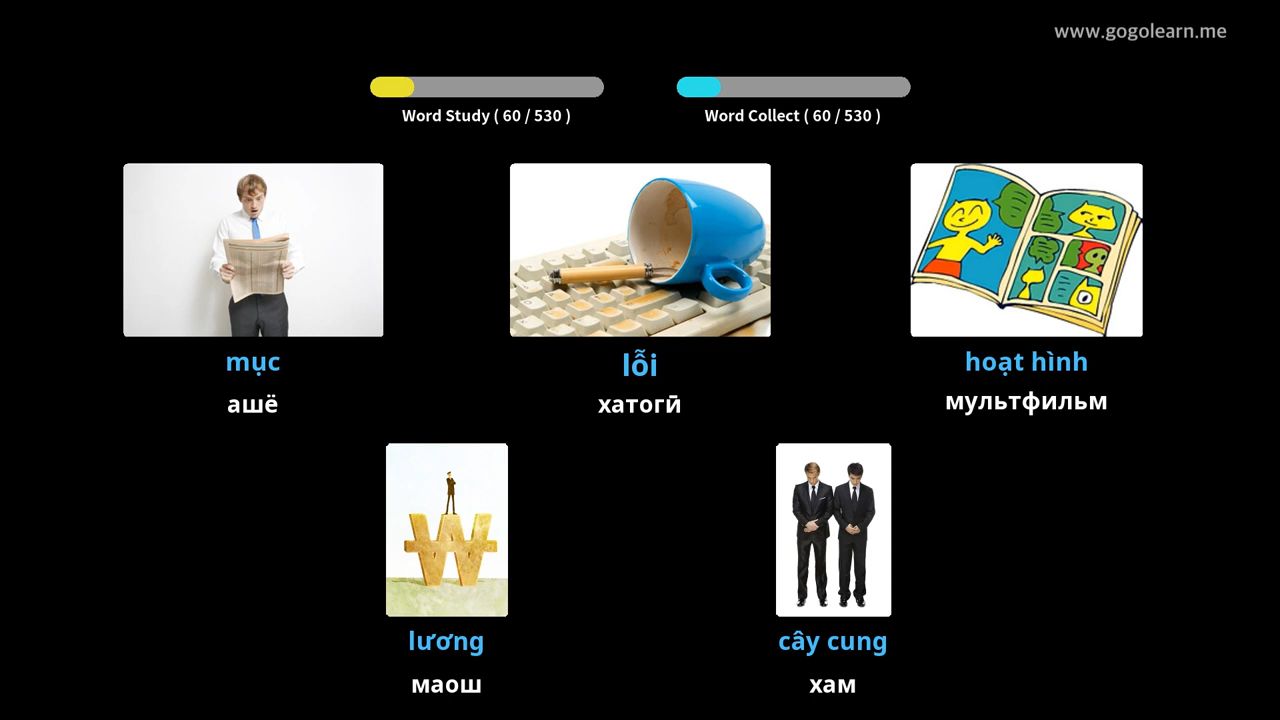 www.gogolearn.me
Word Study ( 60 / 530 )
Word Collect ( 60 / 530 )
mục
lỗi
hoạt hình
ашё
хатогӣ
мультфильм
lương
cây cung
маош
хам